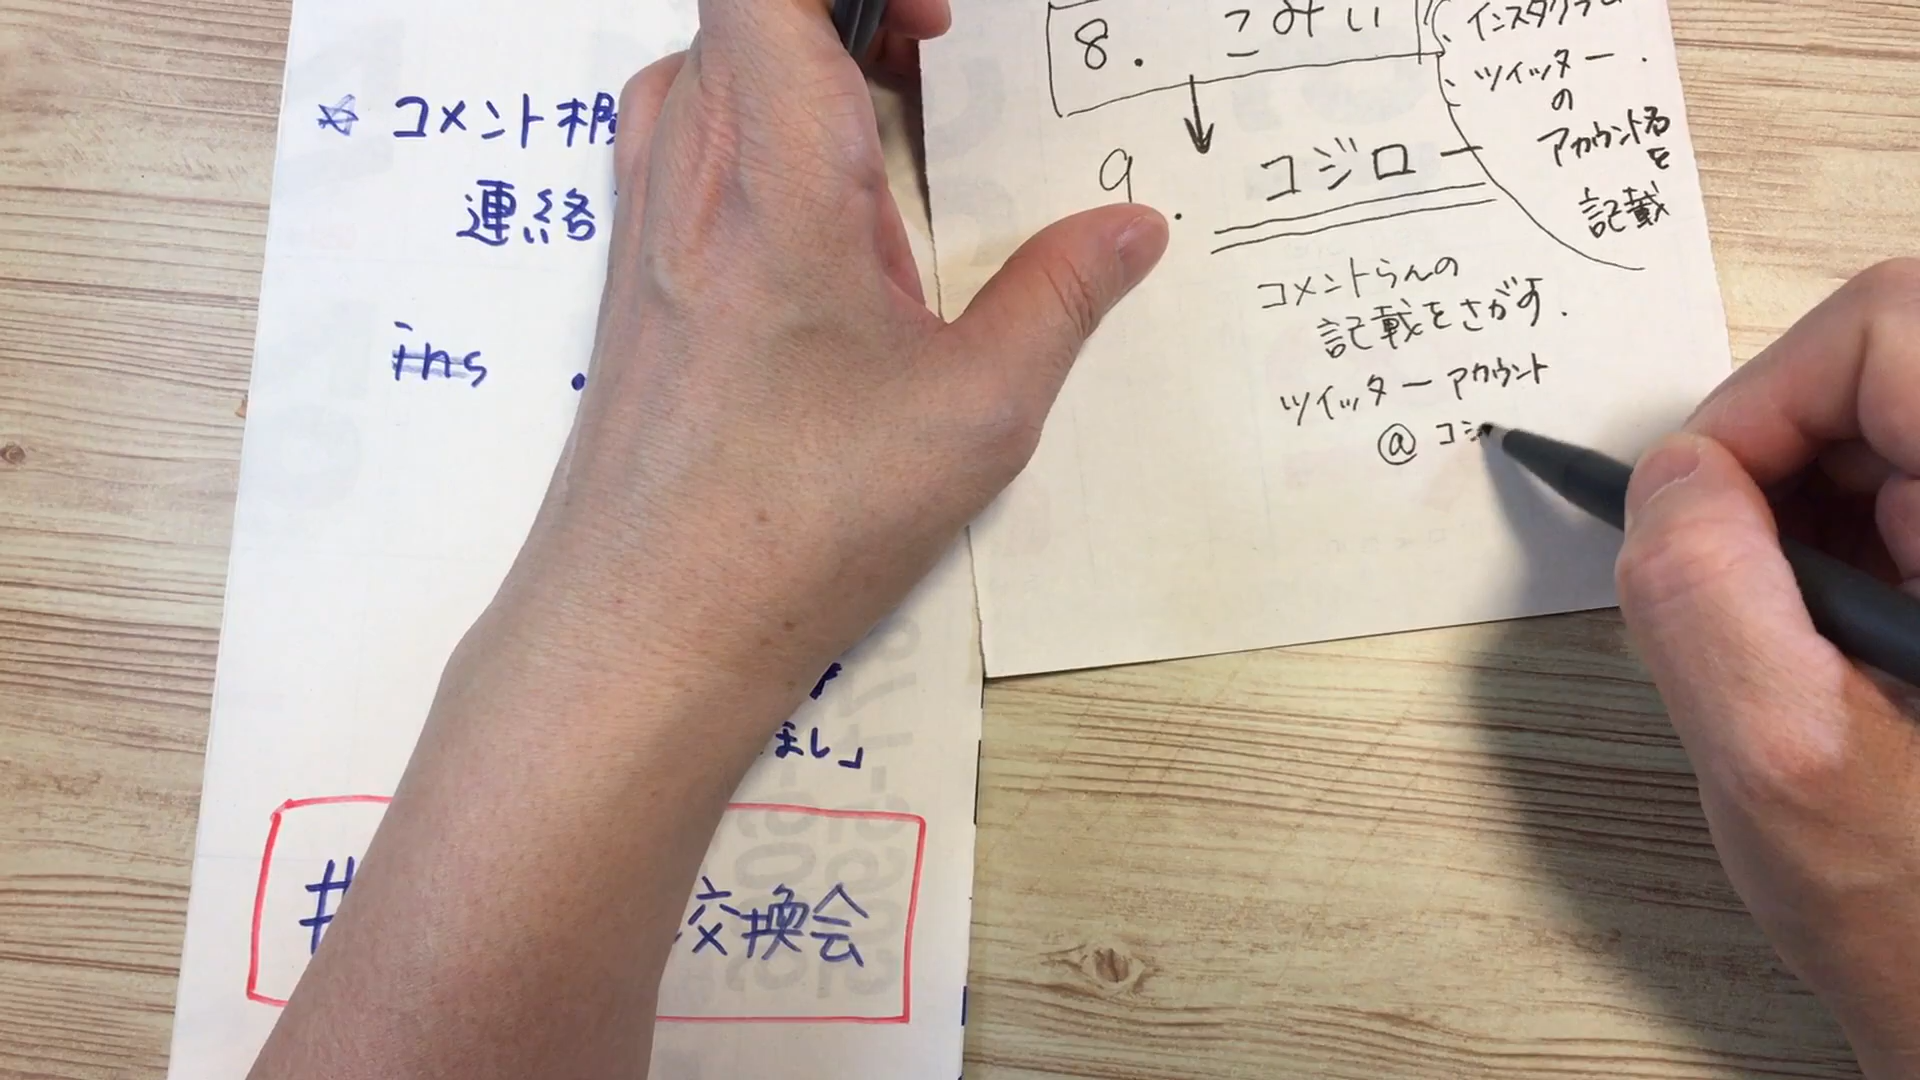 ☆ コメント欄
連絡
ins
まし」
#
交換会
8. こみい
インスタグラム
ツイッター.
の
アカウント名
を
記載
9. コジロー
コメントらんの
記載をさがす.
ツイッターアカウント
@コジ